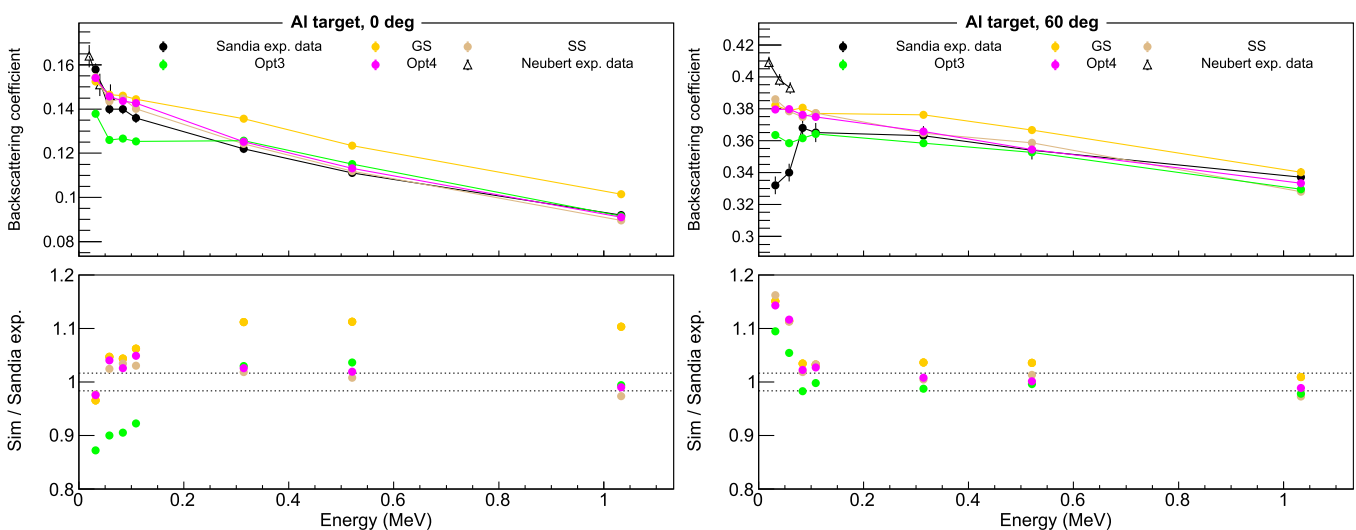 Al target, 0 deg
Sandia exp. data GS SS
Opt3 Opt4 Neubert exp. data
Backscattering coefficient
0.16
0.14
0.12
0.1
0.08
Sim / Sandia exp.
1.2
1.1
1
0.9
0.8
0 0.2 0.4 0.6 0.8 1
Energy (MeV)
Al target, 60 deg
Sandia exp. data GS SS
Opt3 Opt4 Neubert exp. data
Backscattering coefficient
0.42
0.4
0.38
0.36
0.34
0.32
0.3
Sim / Sandia exp.
1.2
1.1
1
0.9
0.8
0 0.2 0.4 0.6 0.8 1
Energy (MeV)